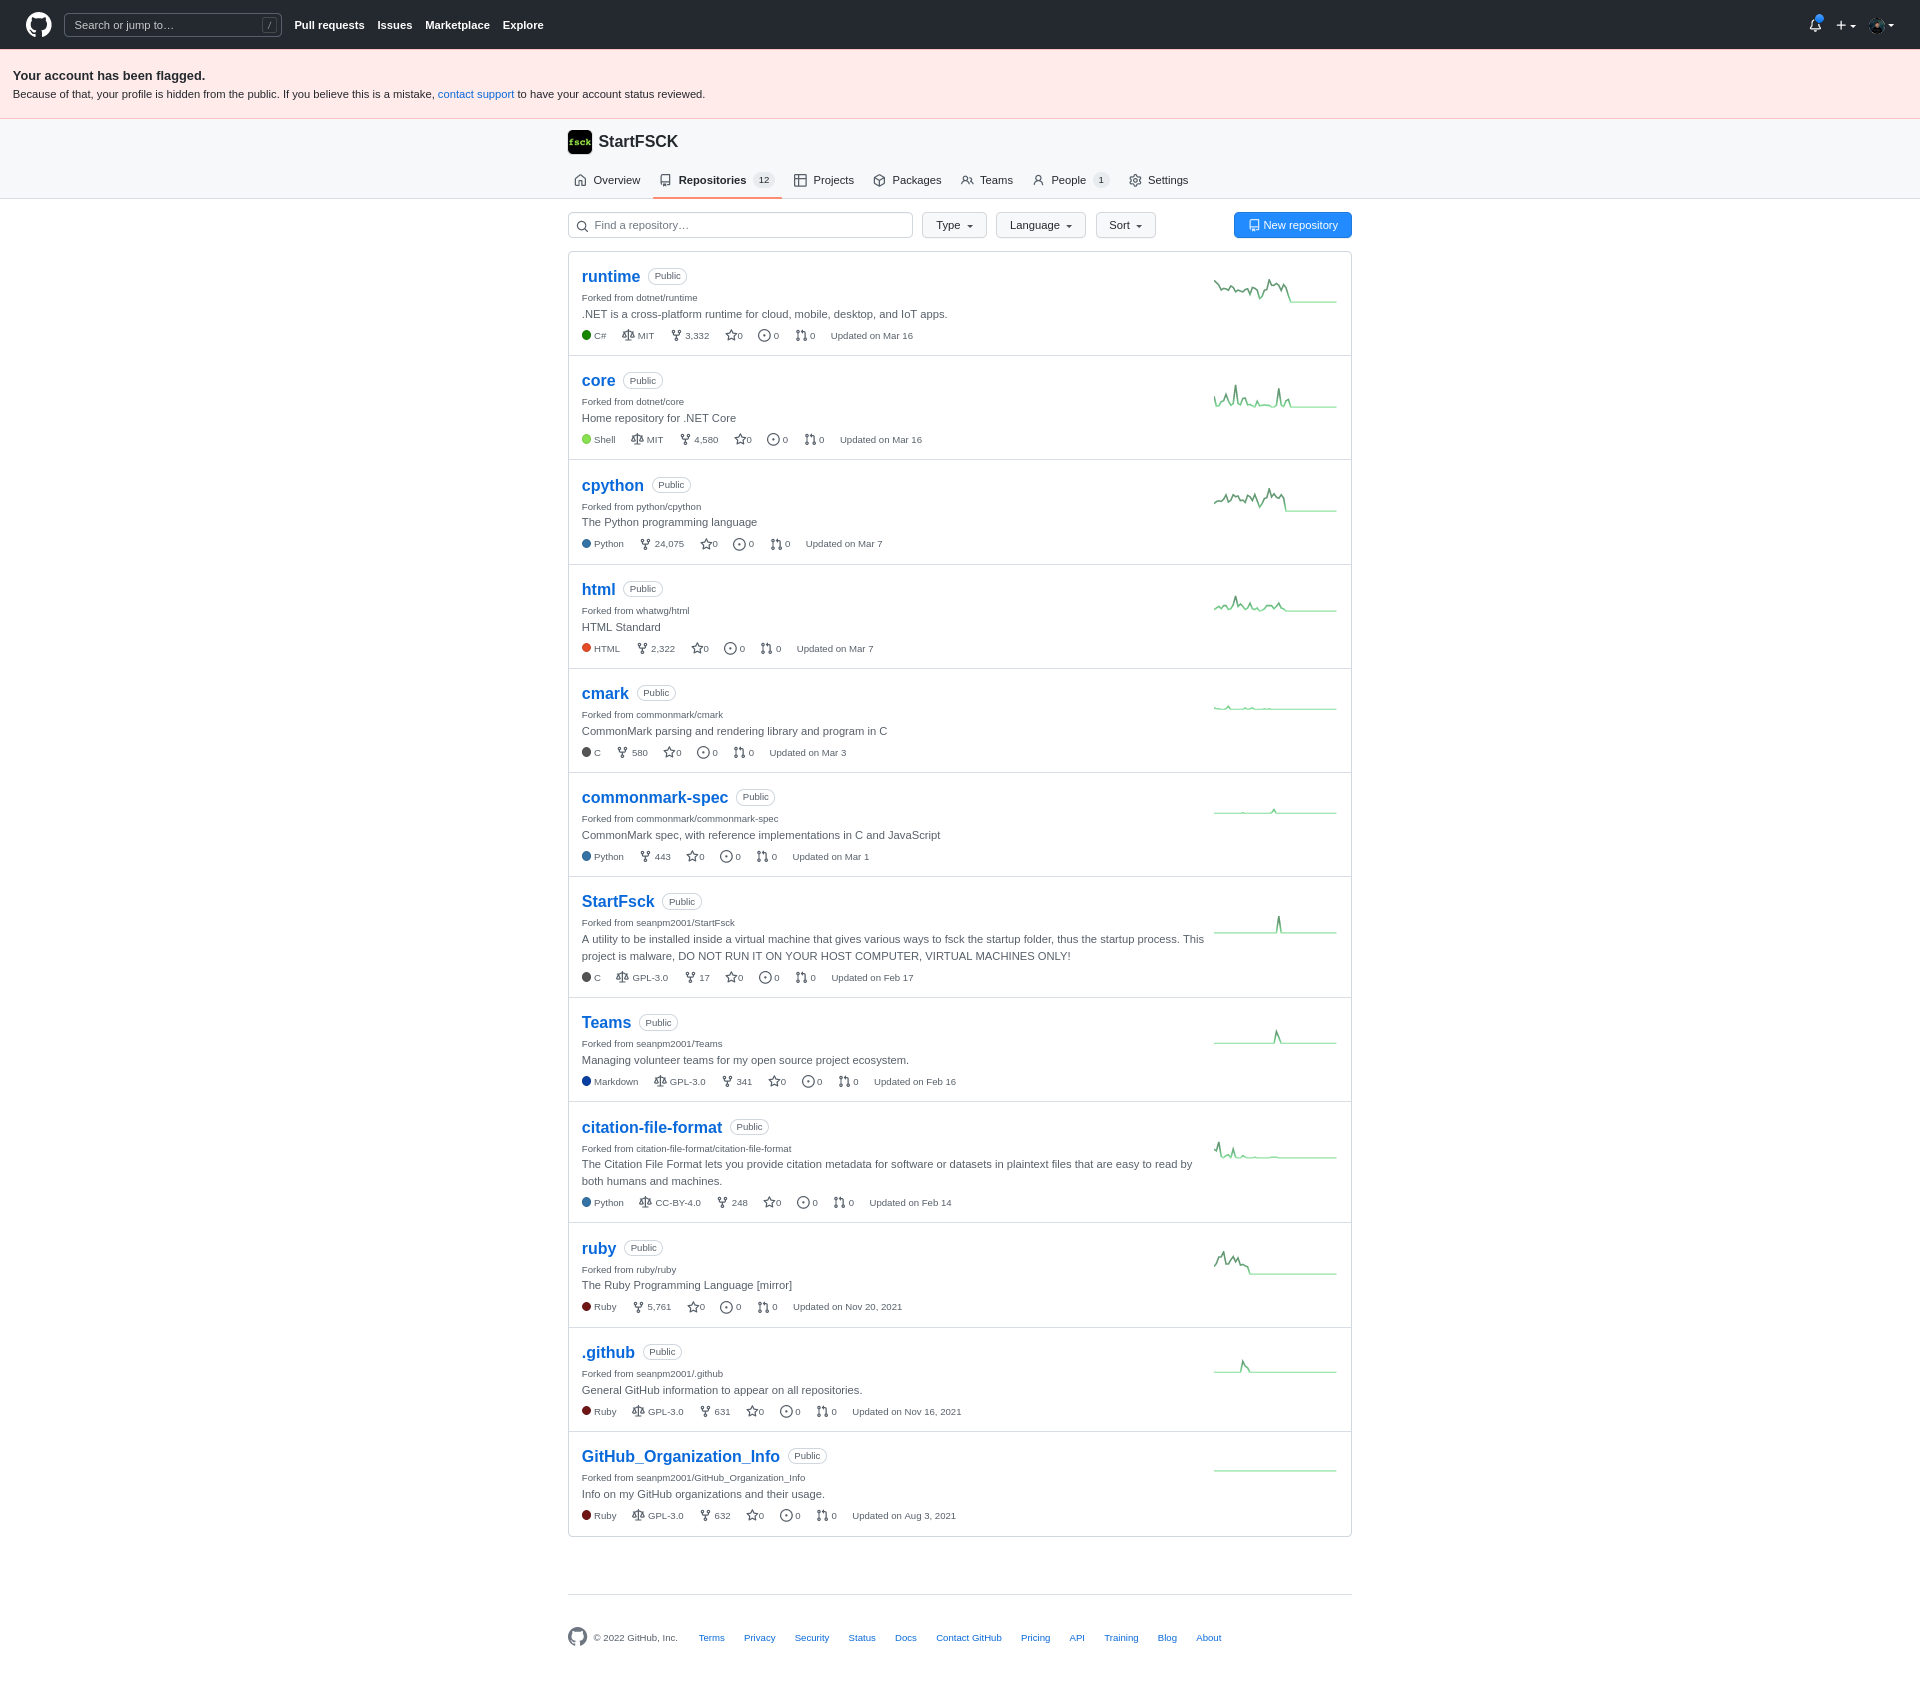 Search or jump to…
/
Pull requests Issues Marketplace Explore
Your account has been flagged.
Because of that, your profile is hidden from the public. If you believe this is a mistake, contact support to have your account status reviewed.
fsck StartFSCK
Overview Repositories 12 Projects Packages Teams People 1 Settings
Find a repository… Type Language Sort New repository
runtime Public
Forked from dotnet/runtime
.NET is a cross-platform runtime for cloud, mobile, desktop, and IoT apps.
C# MIT 3,332 0 0 0 Updated on Mar 16
core Public
Forked from dotnet/core
Home repository for .NET Core
Shell MIT 4,580 0 0 0 Updated on Mar 16
cpython Public
Forked from python/cpython
The Python programming language
Python 24,075 0 0 0 Updated on Mar 7
html Public
Forked from whatwg/html
HTML Standard
HTML 2,322 0 0 0 Updated on Mar 7
cmark Public
Forked from commonmark/cmark
CommonMark parsing and rendering library and program in C
C 580 0 0 0 Updated on Mar 3
commonmark-spec Public
Forked from commonmark/commonmark-spec
CommonMark spec, with reference implementations in C and JavaScript
Python 443 0 0 0 Updated on Mar 1
StartFsck Public
Forked from seanpm2001/StartFsck
A utility to be installed inside a virtual machine that gives various ways to fsck the startup folder, thus the startup process. This
project is malware, DO NOT RUN IT ON YOUR HOST COMPUTER, VIRTUAL MACHINES ONLY!
C GPL-3.0 17 0 0 0 Updated on Feb 17
Teams Public
Forked from seanpm2001/Teams
Managing volunteer teams for my open source project ecosystem.
Markdown GPL-3.0 341 0 0 0 Updated on Feb 16
citation-file-format Public
Forked from citation-file-format/citation-file-format
The Citation File Format lets you provide citation metadata for software or datasets in plaintext files that are easy to read by
both humans and machines.
Python CC-BY-4.0 248 0 0 0 Updated on Feb 14
ruby Public
Forked from ruby/ruby
The Ruby Programming Language [mirror]
Ruby 5,761 0 0 0 Updated on Nov 20, 2021
.github Public
Forked from seanpm2001/.github
General GitHub information to appear on all repositories.
Ruby GPL-3.0 631 0 0 0 Updated on Nov 16, 2021
GitHub_Organization_Info Public
Forked from seanpm2001/GitHub_Organization_Info
Info on my GitHub organizations and their usage.
Ruby GPL-3.0 632 0 0 0 Updated on Aug 3, 2021
© 2022 GitHub, Inc. Terms Privacy Security Status Docs Contact GitHub Pricing API Training Blog About